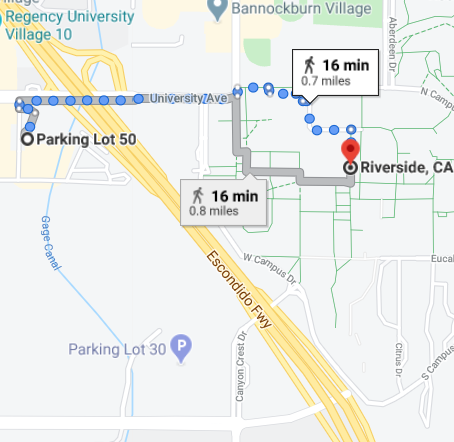 illage
Regency University
Village 10
Bannockburn Village
Aberdeen Dr
16 min
0.7 miles
University Ave
N Campu
Parking Lot 50
Riverside, CA
16 min
0.8 miles
Gage Canal
Escondido Fwy
W Campus Dr
Eucal
Parking Lot 30
P
Canyon Crest Dr
Citrus Dr
S Campus